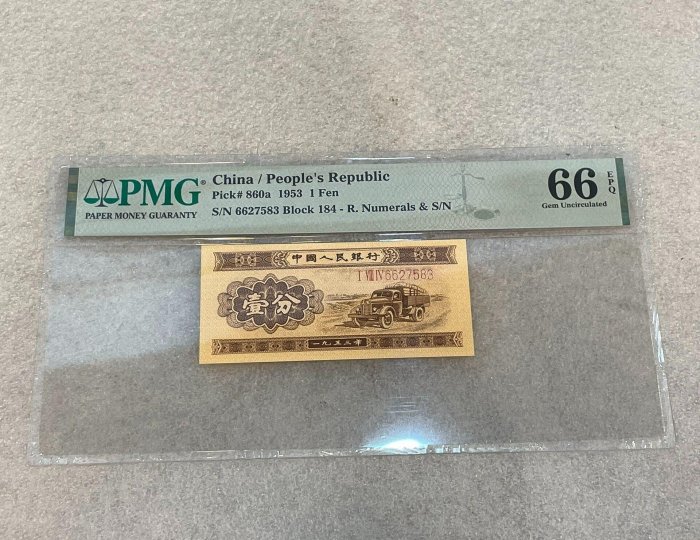 PMG®
PAPER MONEY GUARANTY
China / People's Republic
Pick# 860a 1953 1 Fen
S/N 6627583 Block 184 - R. Numerals & S/N
66 EPQ
Gem Uncirculated
中國人民銀行
I VIII IV 6627583
壹分
一九五三年